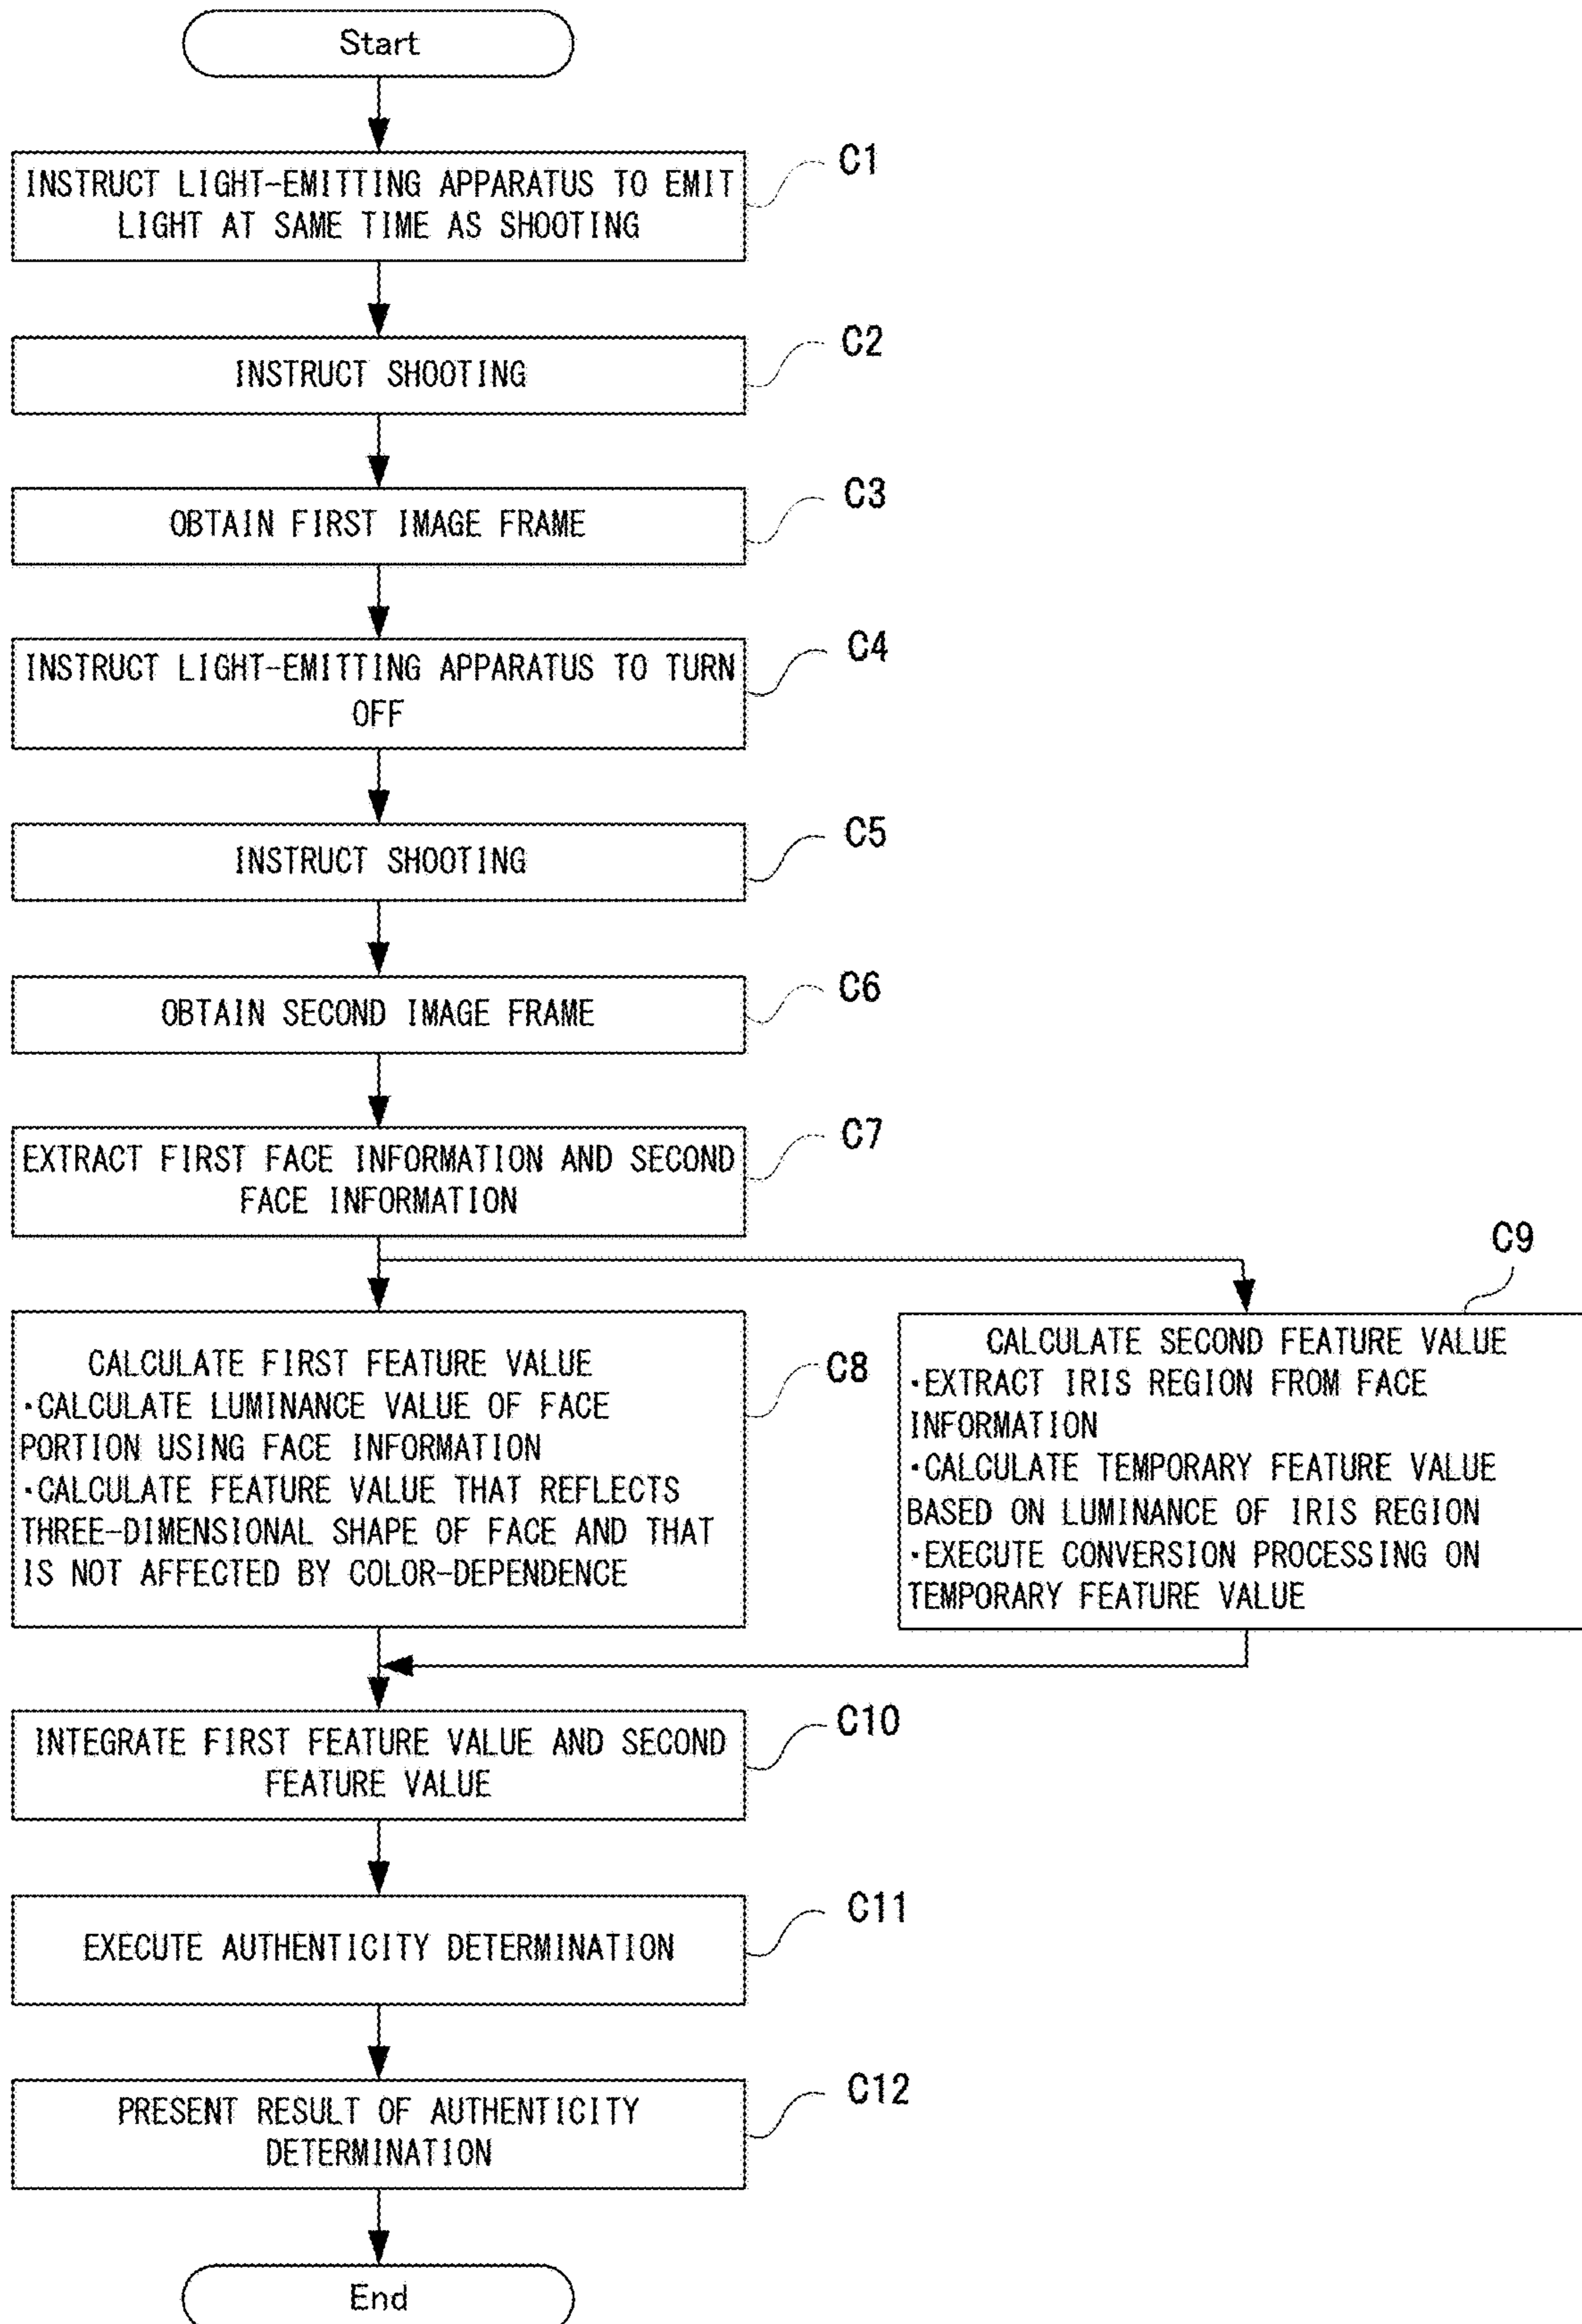 Start
INSTRUCT LIGHT-EMITTING APPARATUS TO EMIT
LIGHT AT SAME TIME AS SHOOTING
C1
INSTRUCT SHOOTING
C2
OBTAIN FIRST IMAGE FRAME
C3
INSTRUCT LIGHT-EMITTING APPARATUS TO TURN
OFF
C4
INSTRUCT SHOOTING
C5
OBTAIN SECOND IMAGE FRAME
C6
EXTRACT FIRST FACE INFORMATION AND SECOND
FACE INFORMATION
C7
CALCULATE FIRST FEATURE VALUE
・CALCULATE LUMINANCE VALUE OF FACE
PORTION USING FACE INFORMATION
・CALCULATE FEATURE VALUE THAT REFLECTS
THREE-DIMENSIONAL SHAPE OF FACE AND THAT
IS NOT AFFECTED BY COLOR-DEPENDENCE
C8
C9
CALCULATE SECOND FEATURE VALUE
・EXTRACT IRIS REGION FROM FACE
INFORMATION
・CALCULATE TEMPORARY FEATURE VALUE
BASED ON LUMINANCE OF IRIS REGION
・EXECUTE CONVERSION PROCESSING ON
TEMPORARY FEATURE VALUE
INTEGRATE FIRST FEATURE VALUE AND SECOND
FEATURE VALUE
C10
EXECUTE AUTHENTICITY DETERMINATION
C11
PRESENT RESULT OF AUTHENTICITY
DETERMINATION
C12
End